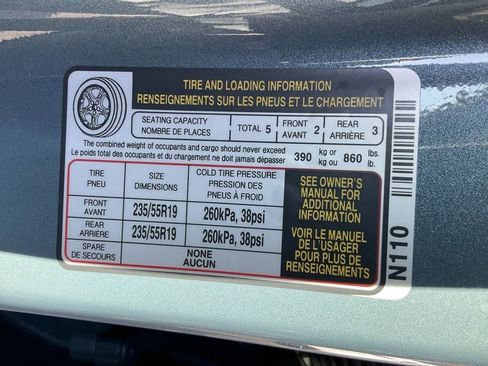 TIRE AND LOADING INFORMATION
RENSEIGNEMENTS SUR LES PNEUS ET LE CHARGEMENT
SEATING CAPACITY
NOMBRE DE PLACES
TOTAL 5
FRONT
AVANT 2
REAR
ARRIÈRE 3
The combined weight of occupants and cargo should never exceed
Le poids total des occupants et du chargement ne doit jamais dépasser
390 kg or kg ou 860 lbs. lb.
TIRE
PNEU
SIZE
DIMENSIONS
COLD TIRE PRESSURE
PRESSION DES
PNEUS À FROID
FRONT
AVANT
235/55R19
260kPa, 38psi
REAR
ARRIÈRE
235/55R19
260kPa, 38psi
SPARE
DE SECOURS
NONE
AUCUN
SEE OWNER'S
MANUAL FOR
ADDITIONAL
INFORMATION
VOIR LE MANUEL
DE L'USAGER
POUR PLUS DE
RENSEIGNEMENTS
N110